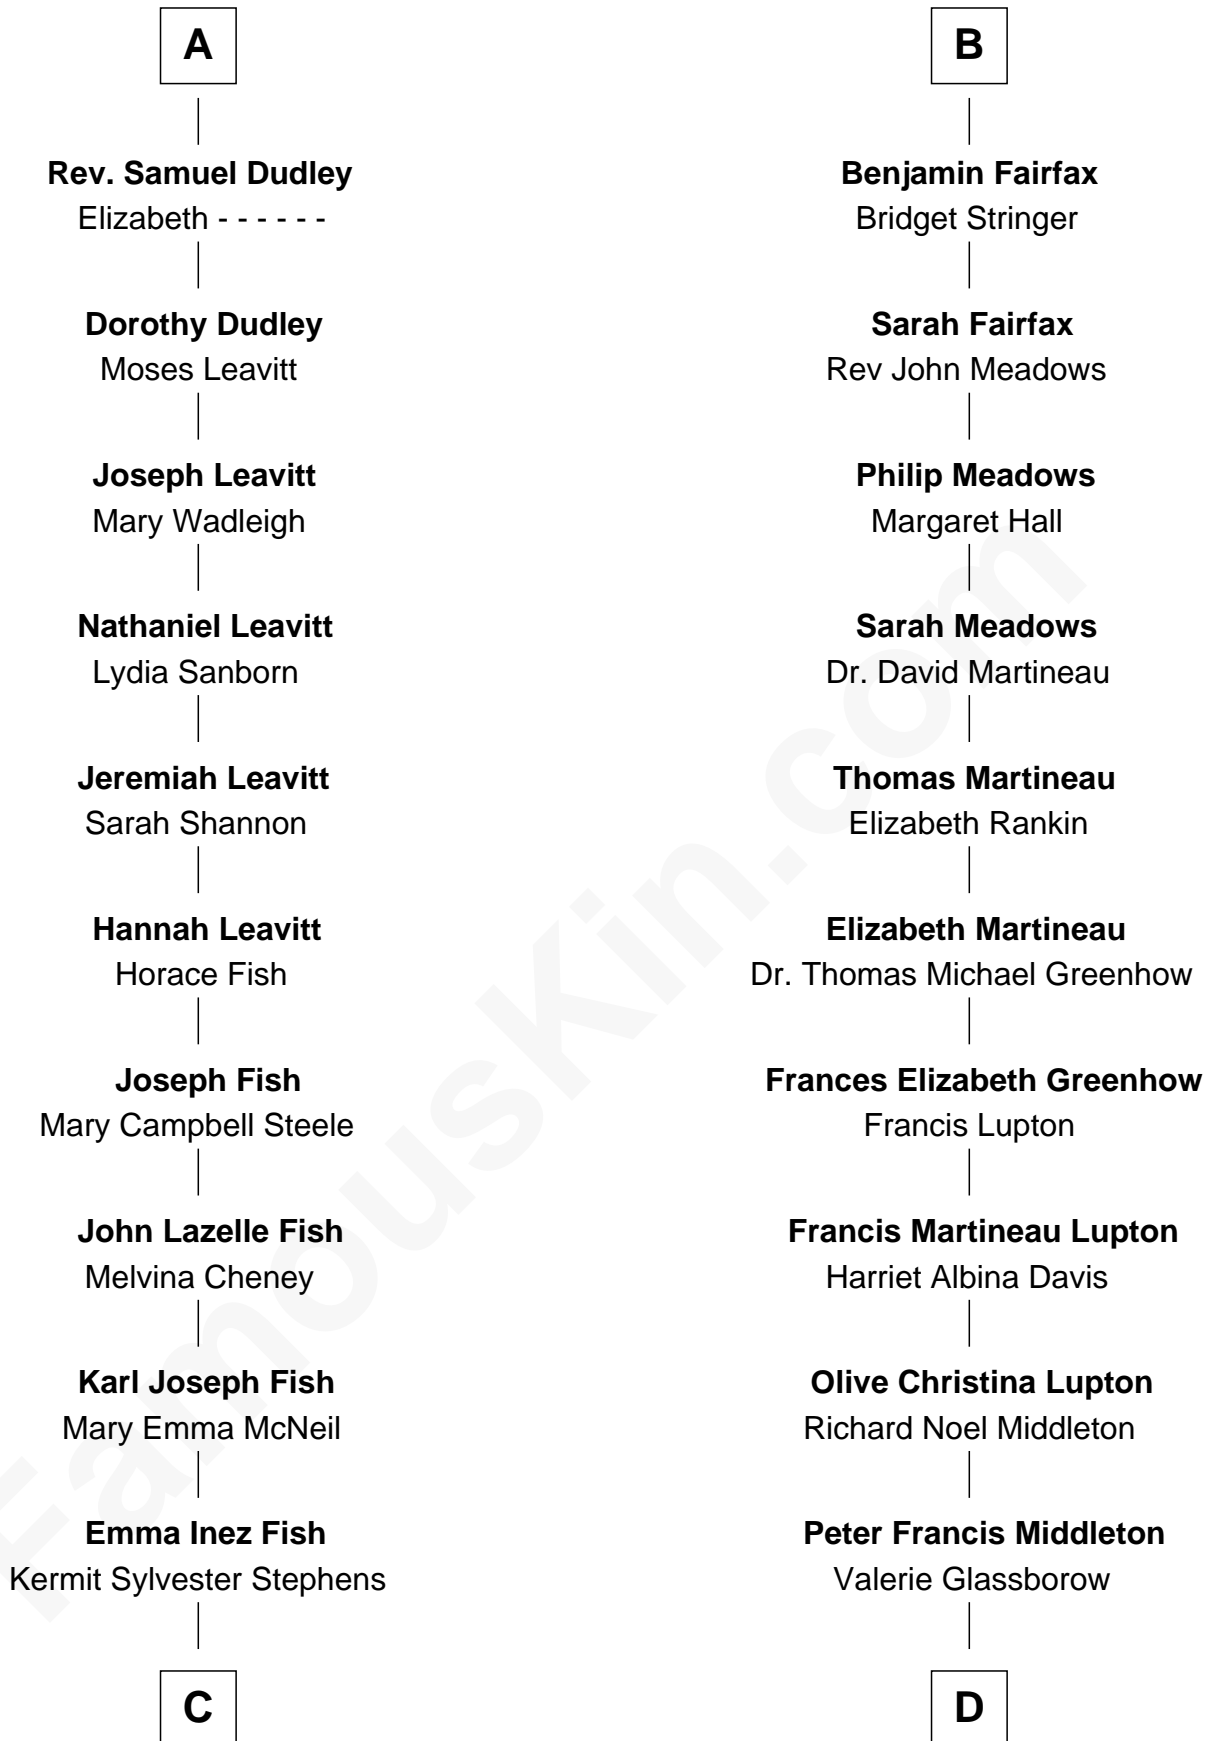 A
Rev. Samuel Dudley
Elizabeth - - - - - -
Dorothy Dudley
Moses Leavitt
Joseph Leavitt
Mary Wadleigh
Nathaniel Leavitt
Lydia Sanborn
Jeremiah Leavitt
Sarah Shannon
Hannah Leavitt
Horace Fish
Joseph Fish
Mary Campbell Steele
John Lazelle Fish
Melvina Cheney
Karl Joseph Fish
Mary Emma McNeil
Emma Inez Fish
Kermit Sylvester Stephens
C
B
Benjamin Fairfax
Bridget Stringer
Sarah Fairfax
Rev John Meadows
Philip Meadows
Margaret Hall
Sarah Meadows
Dr. David Martineau
Thomas Martineau
Elizabeth Rankin
Elizabeth Martineau
Dr. Thomas Michael Greenhow
Frances Elizabeth Greenhow
Francis Lupton
Francis Martineau Lupton
Harriet Albina Davis
Olive Christina Lupton
Richard Noel Middleton
Peter Francis Middleton
Valerie Glassborow
D
FamousKin.com